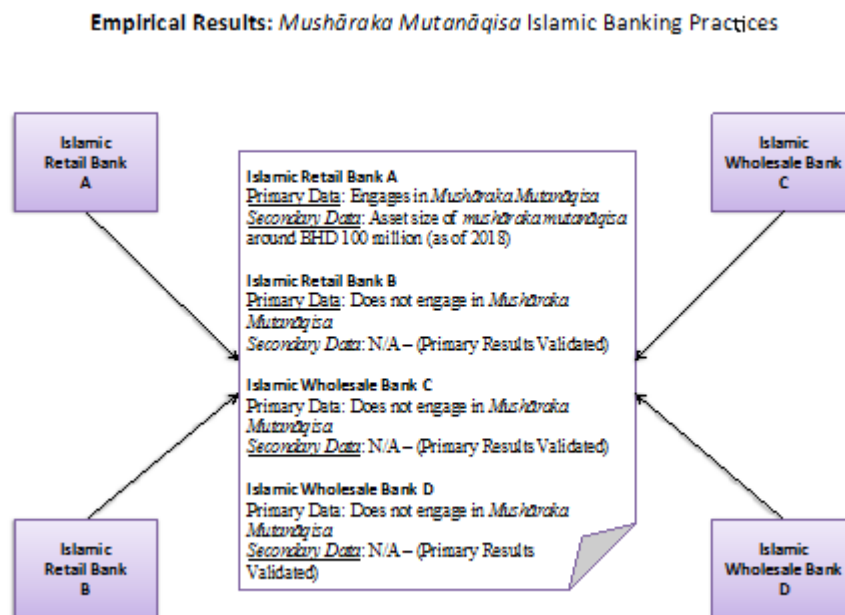 Empirical Results: Mushāraka Mutanāqisa Islamic Banking Practices
Islamic
Retail Bank
A
Islamic
Wholesale Bank
C
Islamic Retail Bank A
Primary Data: Engages in Mushāraka Mutanāqisa
Secondary Data: Asset size of mushāraka mutanāqisa
around BHD 100 million (as of 2018)
Islamic Retail Bank B
Primary Data: Does not engage in Mushāraka
Mutanāqisa
Secondary Data: N/A – (Primary Results Validated)
Islamic Wholesale Bank C
Primary Data: Does not engage in Mushāraka
Mutanāqisa
Secondary Data: N/A – (Primary Results Validated)
Islamic Wholesale Bank D
Primary Data: Does not engage in Mushāraka
Mutanāqisa
Secondary Data: N/A – (Primary Results
Validated)
Islamic
Retail Bank
B
Islamic
Wholesale Bank
D